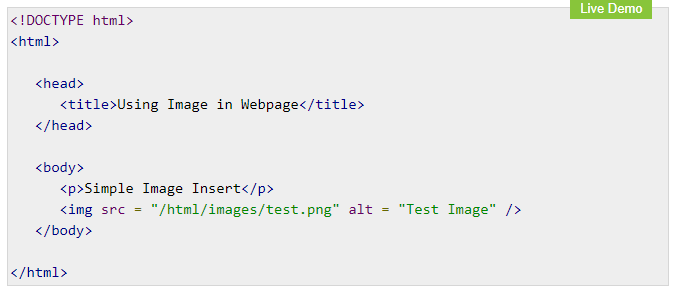 Live Demo
<!DOCTYPE html>
<html>
<head>
<title>Using Image in Webpage</title>
</head>
<body>
<p>Simple Image Insert</p>
<img src = "/html/images/test.png" alt = "Test Image" />
</body>
</html>